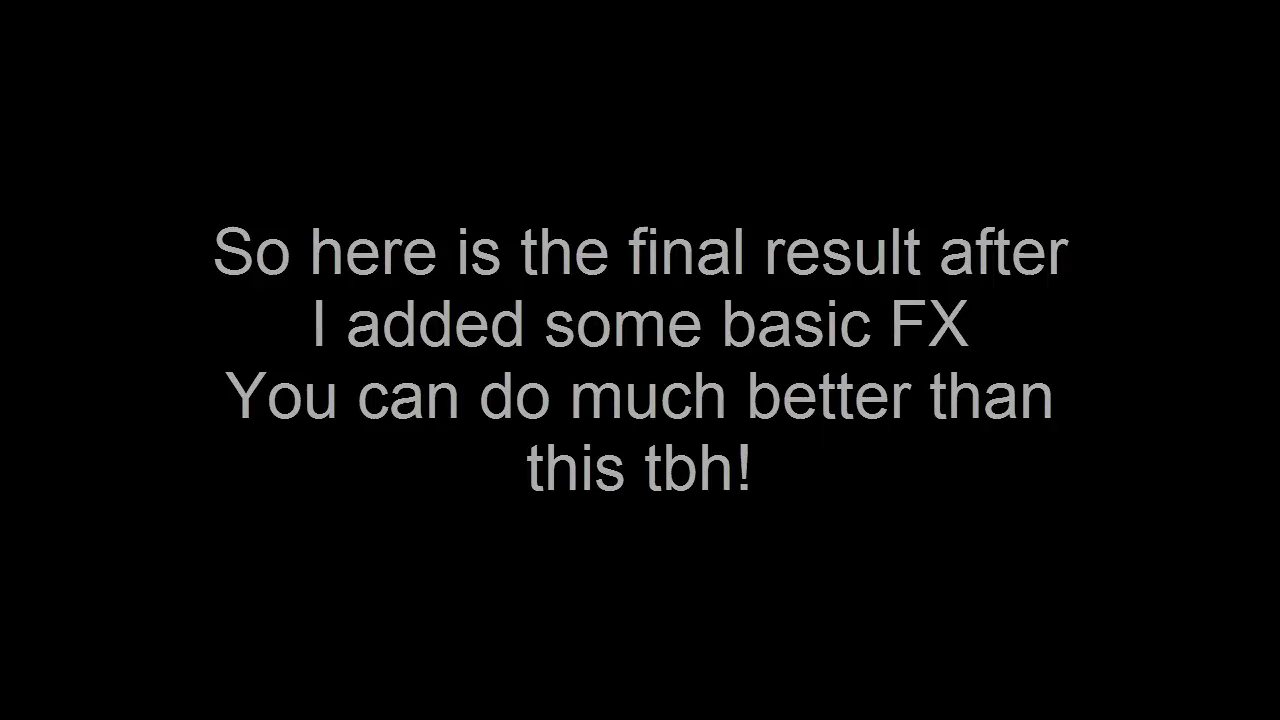 So here is the final result after
I added some basic FX
You can do much better than
this tbh!